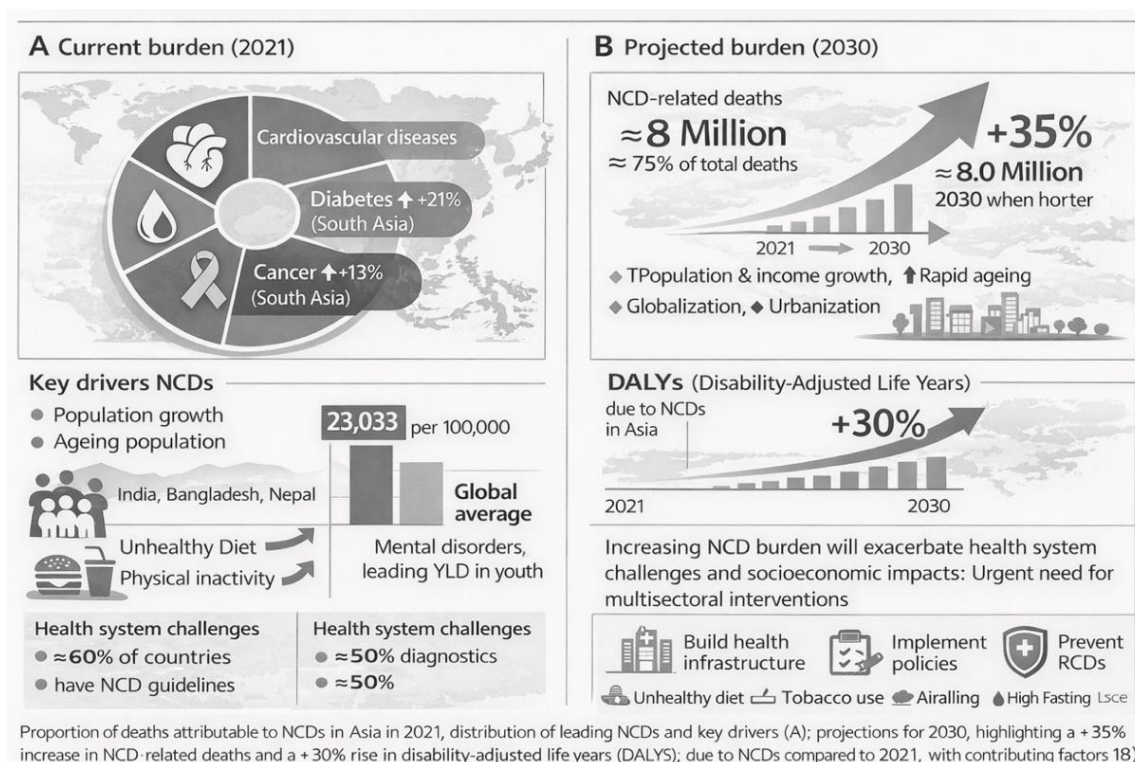 A Current burden (2021)
Cardiovascular diseases
Diabetes ⬆ +21%
(South Asia)
Cancer ⬆ +13%
(South Asia)
Key drivers NCDs
Population growth
Ageing population
India, Bangladesh, Nepal
Unhealthy Diet
Physical inactivity
23,033 per 100,000
Global
average
Mental disorders,
leading YLD in youth
Health system challenges
≈60% of countries
have NCD guidelines
Health system challenges
≈50% diagnostics
≈50%
B Projected burden (2030)
NCD-related deaths
≈8 Million
≈75% of total deaths
+35%
≈8.0 Million
2030 when horter
2021 2030
TPopulation & income growth, ⬆ Rapid ageing
Globalization, ◆ Urbanization
DALYs (Disability-Adjusted Life Years)
due to NCDs
in Asia
+30%
2021 2030
Increasing NCD burden will exacerbate health system
challenges and socioeconomic impacts: Urgent need for
multisectoral interventions
Build health
infrastructure
Implement
policies
Prevent
RCDs
Unhealthy diet Tobacco use Airalling High Fasting Lsce
Proportion of deaths attributable to NCDs in Asia in 2021, distribution of leading NCDs and key drivers (A); projections for 2030, highlighting a +35%
increase in NCD-related deaths and a +30% rise in disability-adjusted life years (DALYS); due to NCDs compared to 2021, with contributing factors 18)